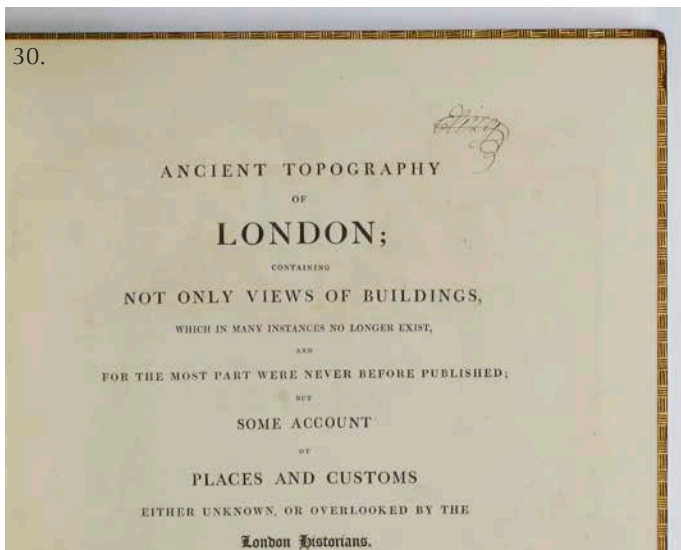 30.
ANCIENT TOPOGRAPHY
OF
LONDON;
CONTAINING
NOT ONLY VIEWS OF BUILDINGS,
WHICH IN MANY INSTANCES NO LONGER EXIST,
AND
FOR THE MOST PART WERE NEVER BEFORE PUBLISHED;
BUT
SOME ACCOUNT
OF
PLACES AND CUSTOMS
EITHER UNKNOWN, OR OVERLOOKED BY THE
London Historians.